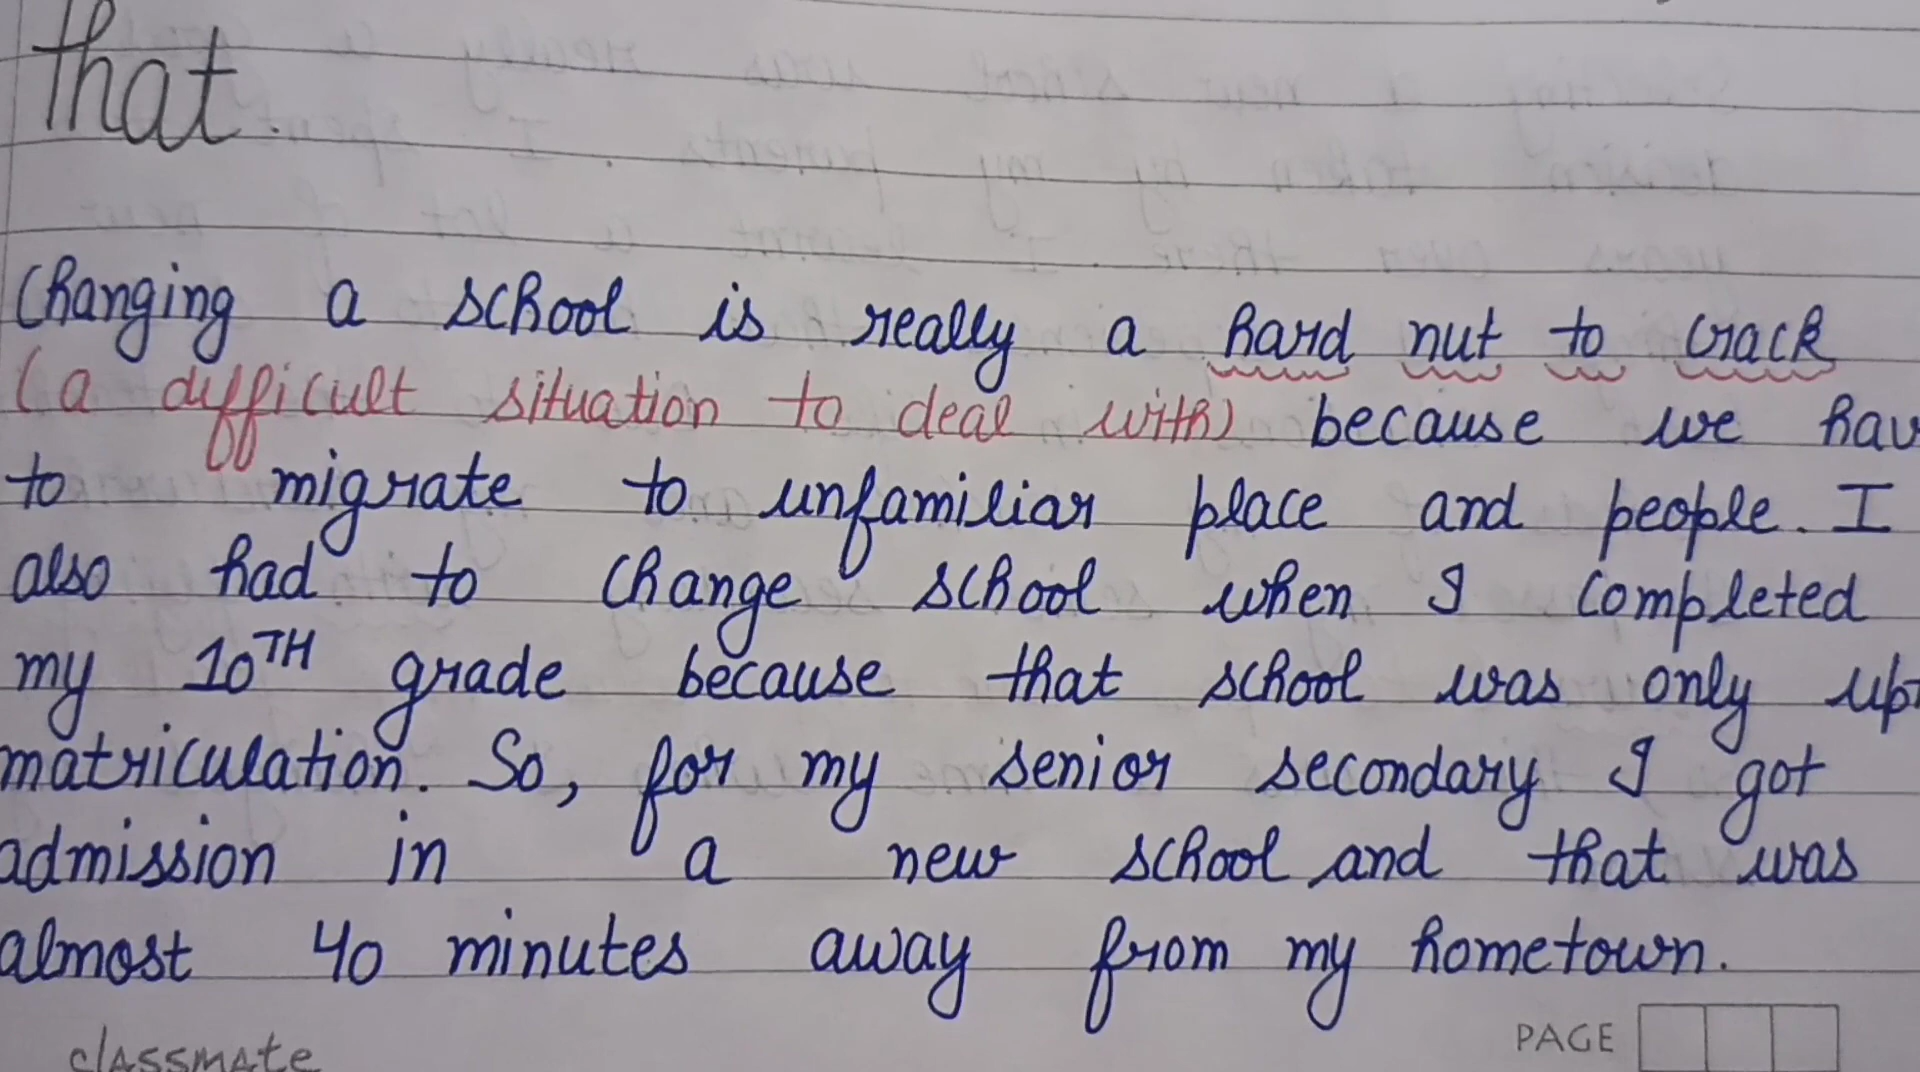 that.
Changing a school is really a hard nut to crack
(a difficult situation to deal with) because we hav
to migrate to unfamiliar place and people. I
also had to change school when I completed
my 10TH grade because that school was only up
matriculation. So, for my senior secondary I got
admission in a new school and that was
almost 40 minutes away from my hometown.
classmate
PAGE